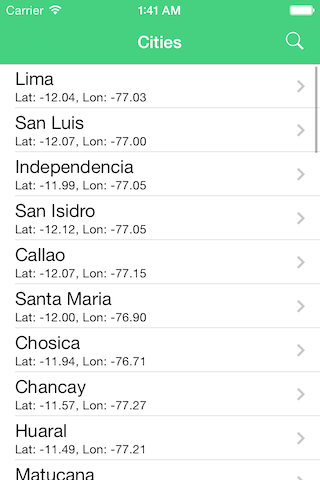 Carrier 1:41 AM
Cities
Lima
Lat: -12.04, Lon: -77.03
San Luis
Lat: -12.07, Lon: -77.00
Independencia
Lat: -11.99, Lon: -77.05
San Isidro
Lat: -12.12, Lon: -77.05
Callao
Lat: -12.07, Lon: -77.15
Santa Maria
Lat: -12.00, Lon: -76.90
Chosica
Lat: -11.94, Lon: -76.71
Chancay
Lat: -11.57, Lon: -77.27
Huaral
Lat: -11.49, Lon: -77.21
Matucana